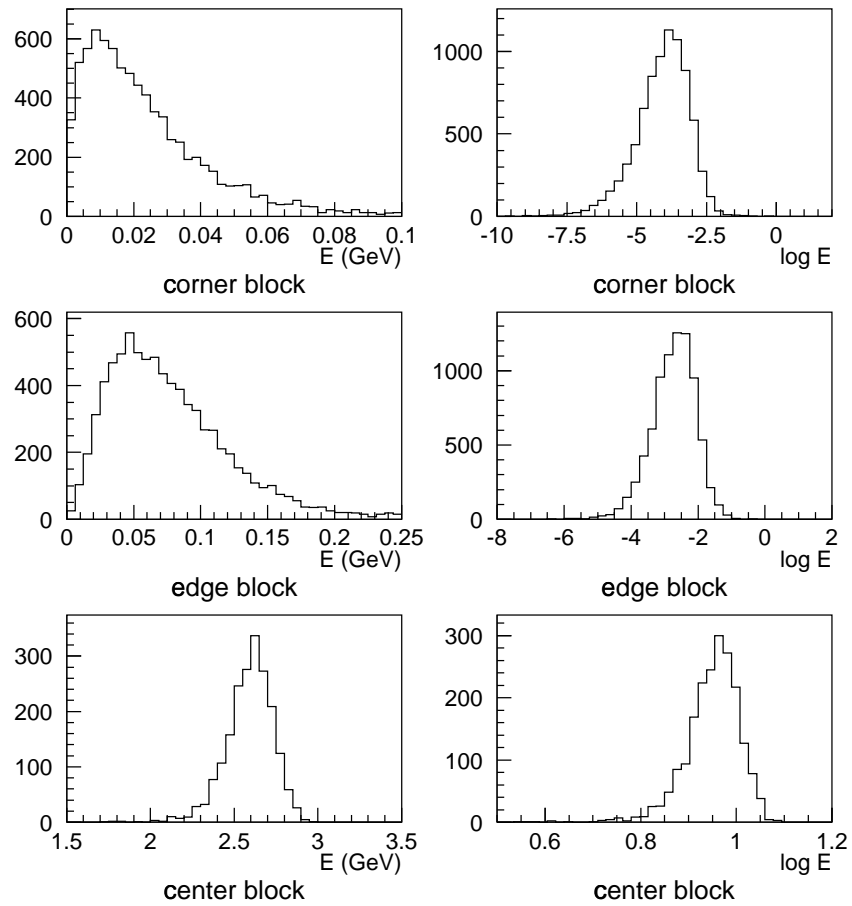 600
400
200
0
0 0.02 0.04 0.06 0.08 0.1
E (GeV)
corner block
1000
500
0
-10 -7.5 -5 -2.5 0
log E
corner block
600
400
200
0
0 0.05 0.1 0.15 0.2 0.25
E (GeV)
edge block
1000
500
0
-8 -6 -4 -2 0 2
log E
edge block
300
200
100
0
1.5 2 2.5 3 3.5
E (GeV)
center block
300
200
100
0
0.6 0.8 1 1.2
log E
center block